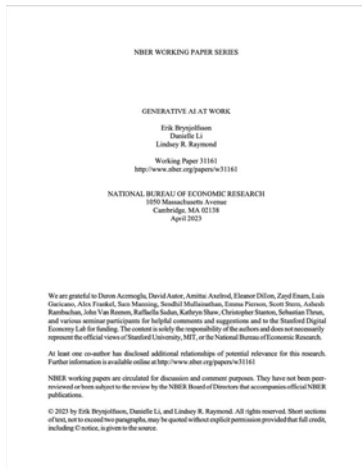 NBER WORKING PAPER SERIES
GENERATIVE AI AT WORK
Erik Brynjolfsson
Danielle Li
Lindsey R. Raymond
Working Paper 31161
http://www.nber.org/papers/w31161
NATIONAL BUREAU OF ECONOMIC RESEARCH
1050 Massachusetts Avenue
Cambridge, MA 02138
April 2023
We are grateful to Daron Acemoglu, David Autor, Amittai Axelrod, Eleanor Dillon, Zayd Enam, Luis
Garicano, Alex Frankel, Sam Manning, Sendhil Mullainathan, Emma Pierson, Scott Stern, Ashesh
Rambachan, John Van Reenen, Raffaella Sadun, Kathryn Shaw, Christopher Stanton, Sebastian Thrun,
and various seminar participants for helpful comments and suggestions and to the Stanford Digital
Economy Lab for funding. The content is solely the responsibility of the authors and does not necessarily
represent the official views of Stanford University, MIT, or the National Bureau of Economic Research.
At least one co-author has disclosed additional relationships of potential relevance for this research.
Further information is available online at http://www.nber.org/papers/w31161
NBER working papers are circulated for discussion and comment purposes. They have not been peer-
reviewed or been subject to the review by the NBER Board of Directors that accompanies official NBER
publications.
© 2023 by Erik Brynjolfsson, Danielle Li, and Lindsey R. Raymond. All rights reserved. Short sections
of text, not to exceed two paragraphs, may be quoted without explicit permission provided that full credit,
including © notice, is given to the source.